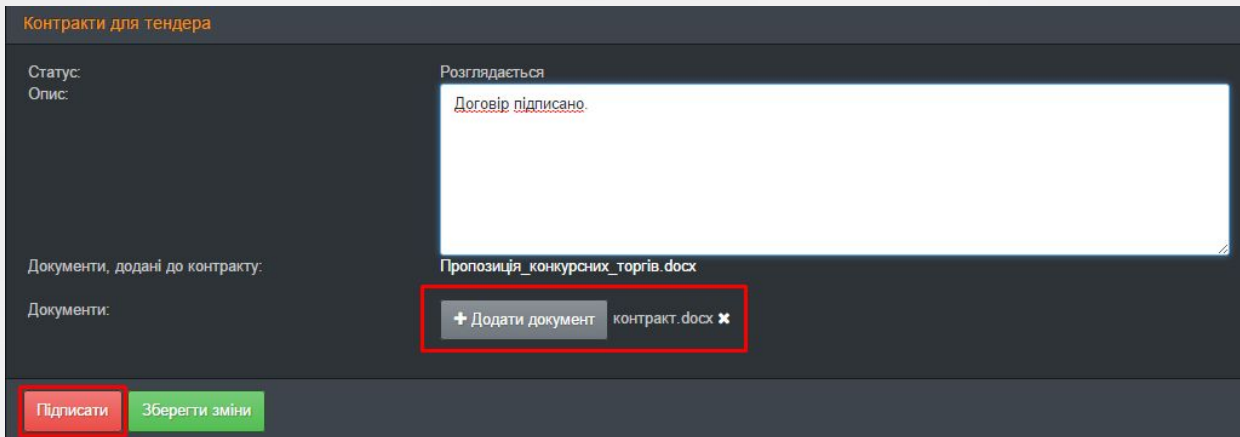 Контракти для тендера
Статус: Розглядається
Опис: Договір підписано.
Документи, додані до контракту: Пропозиція_конкурсних_торгів.docx
Документи: + Додати документ контракт.docx ✖
Підписати Зберегти зміни